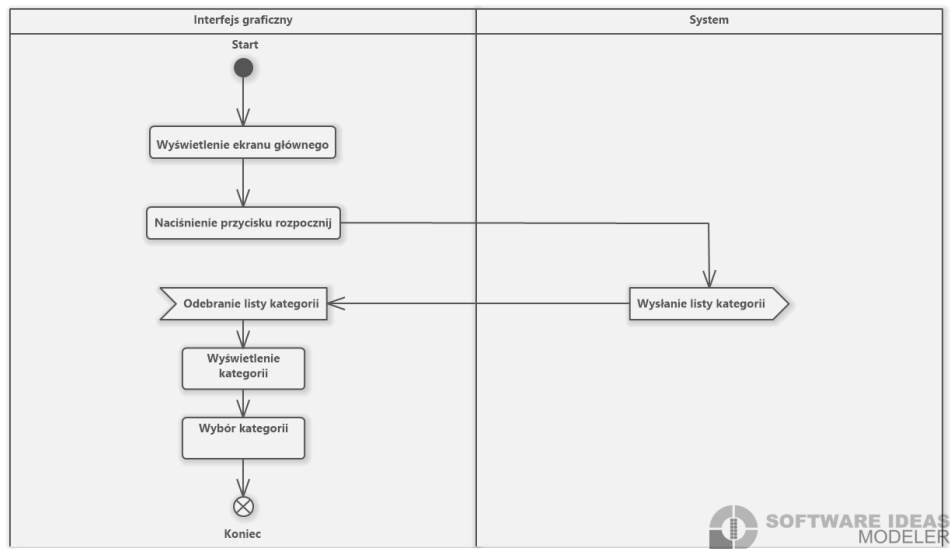 Interfejs graficzny
System
Start
Wyświetlenie ekranu głównego
Naciśnienie przycisku rozpocznij
Odebranie listy kategorii
Wysłanie listy kategorii
Wyświetlenie
kategorii
Wybór kategorii
Koniec
SOFTWARE IDEAS
MODELER